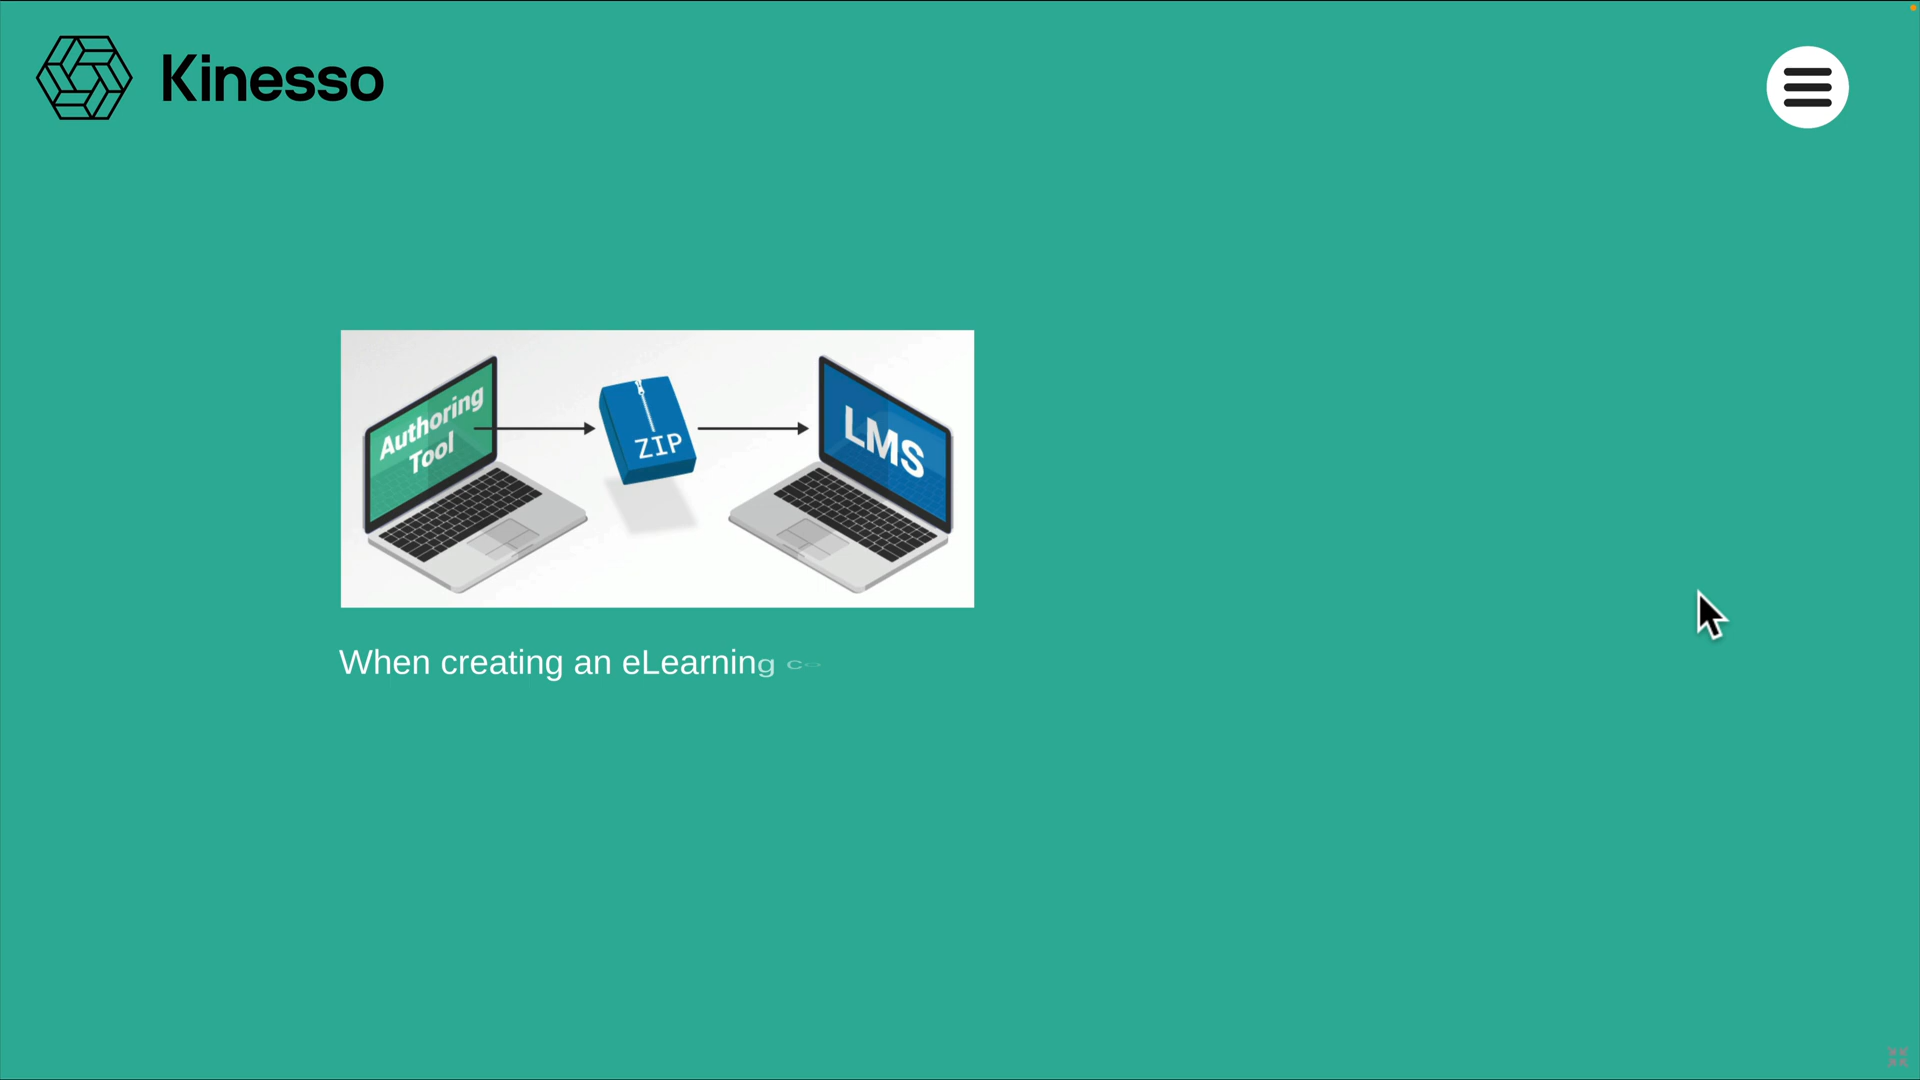 Kinesso
Authoring
Tool
ZIP
LMS
When creating an eLearning